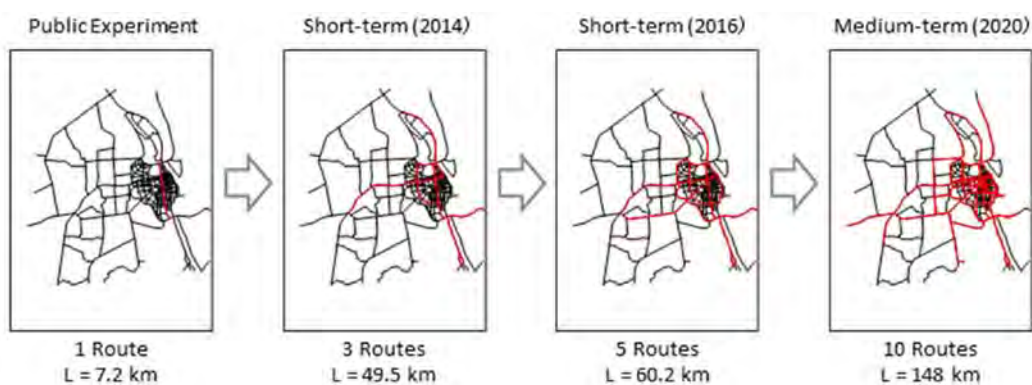 Public Experiment
Short-term (2014)
Short-term (2016)
Medium-term (2020)
1 Route
L = 7.2 km
3 Routes
L = 49.5 km
5 Routes
L = 60.2 km
10 Routes
L = 148 km